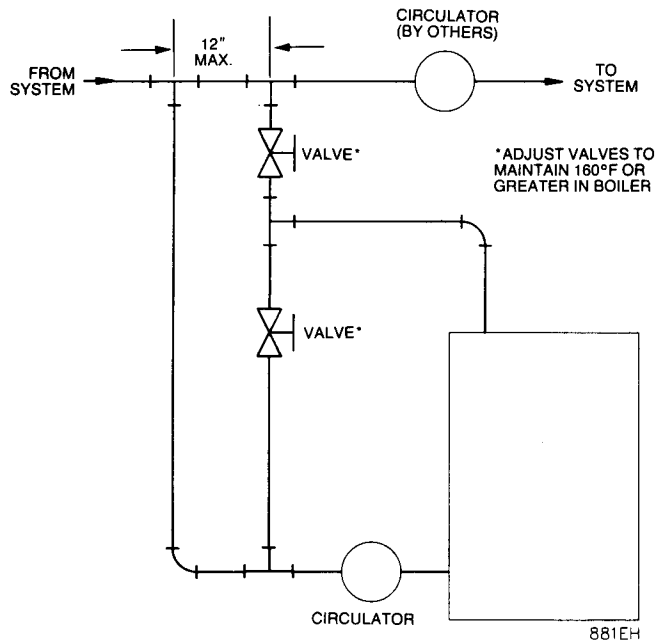 CIRCULATOR
(BY OTHERS)
12"
MAX.
FROM
SYSTEM
TO
SYSTEM
VALVE*
*ADJUST VALVES TO
MAINTAIN 160°F OR
GREATER IN BOILER
VALVE*
CIRCULATOR
881EH